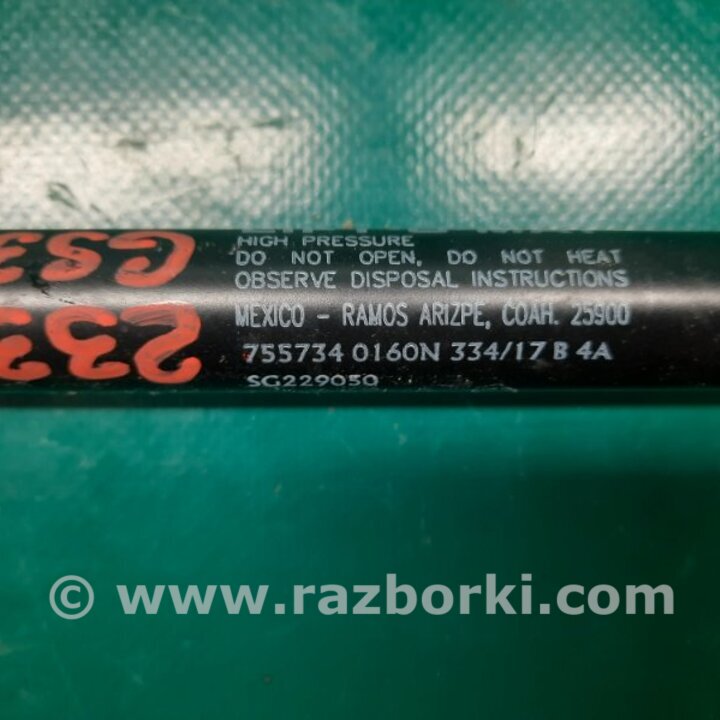 HIGH PRESSURE
DO NOT OPEN, DO NOT HEAT
OBSERVE DISPOSAL INSTRUCTIONS
MEXICO - RAMOS ARIZPE, COAH. 25900
755734 0160N 334/17 B 4A
SG229050
© www.razborki.com